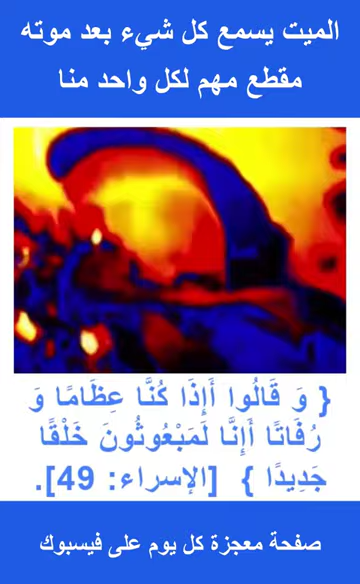 الميت يسمع كل شيء بعد موته
مقطع مهم لكل واحد منا
{ وَ قَالُوا أَإِذَا كُنَّا عِظَامًا وَ
رُفَاتًا أَإِنَّا لَمَبْعُوثُونَ خَلْقًا
جَدِيدًا } [الإسراء: 49].
صفحة معجزة كل يوم على فيسبوك